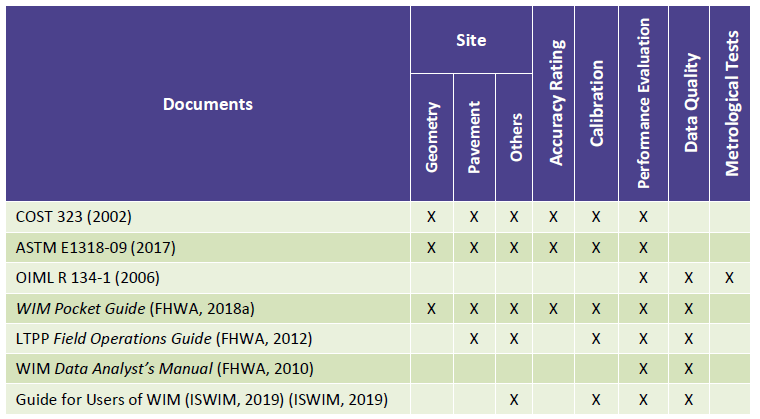 Documents
Site
Geometry
Pavement
Others
Accuracy Rating
Calibration
Performance Evaluation
Data Quality
Metrological Tests
COST 323 (2002) X X X X X X
ASTM E1318-09 (2017) X X X X X X
OIML R 134-1 (2006) X X X
WIM Pocket Guide (FHWA, 2018a) X X X X X X X
LTPP Field Operations Guide (FHWA, 2012) X X X X X
WIM Data Analyst’s Manual (FHWA, 2010) X X
Guide for Users of WIM (ISWIM, 2019) (ISWIM, 2019) X X X X